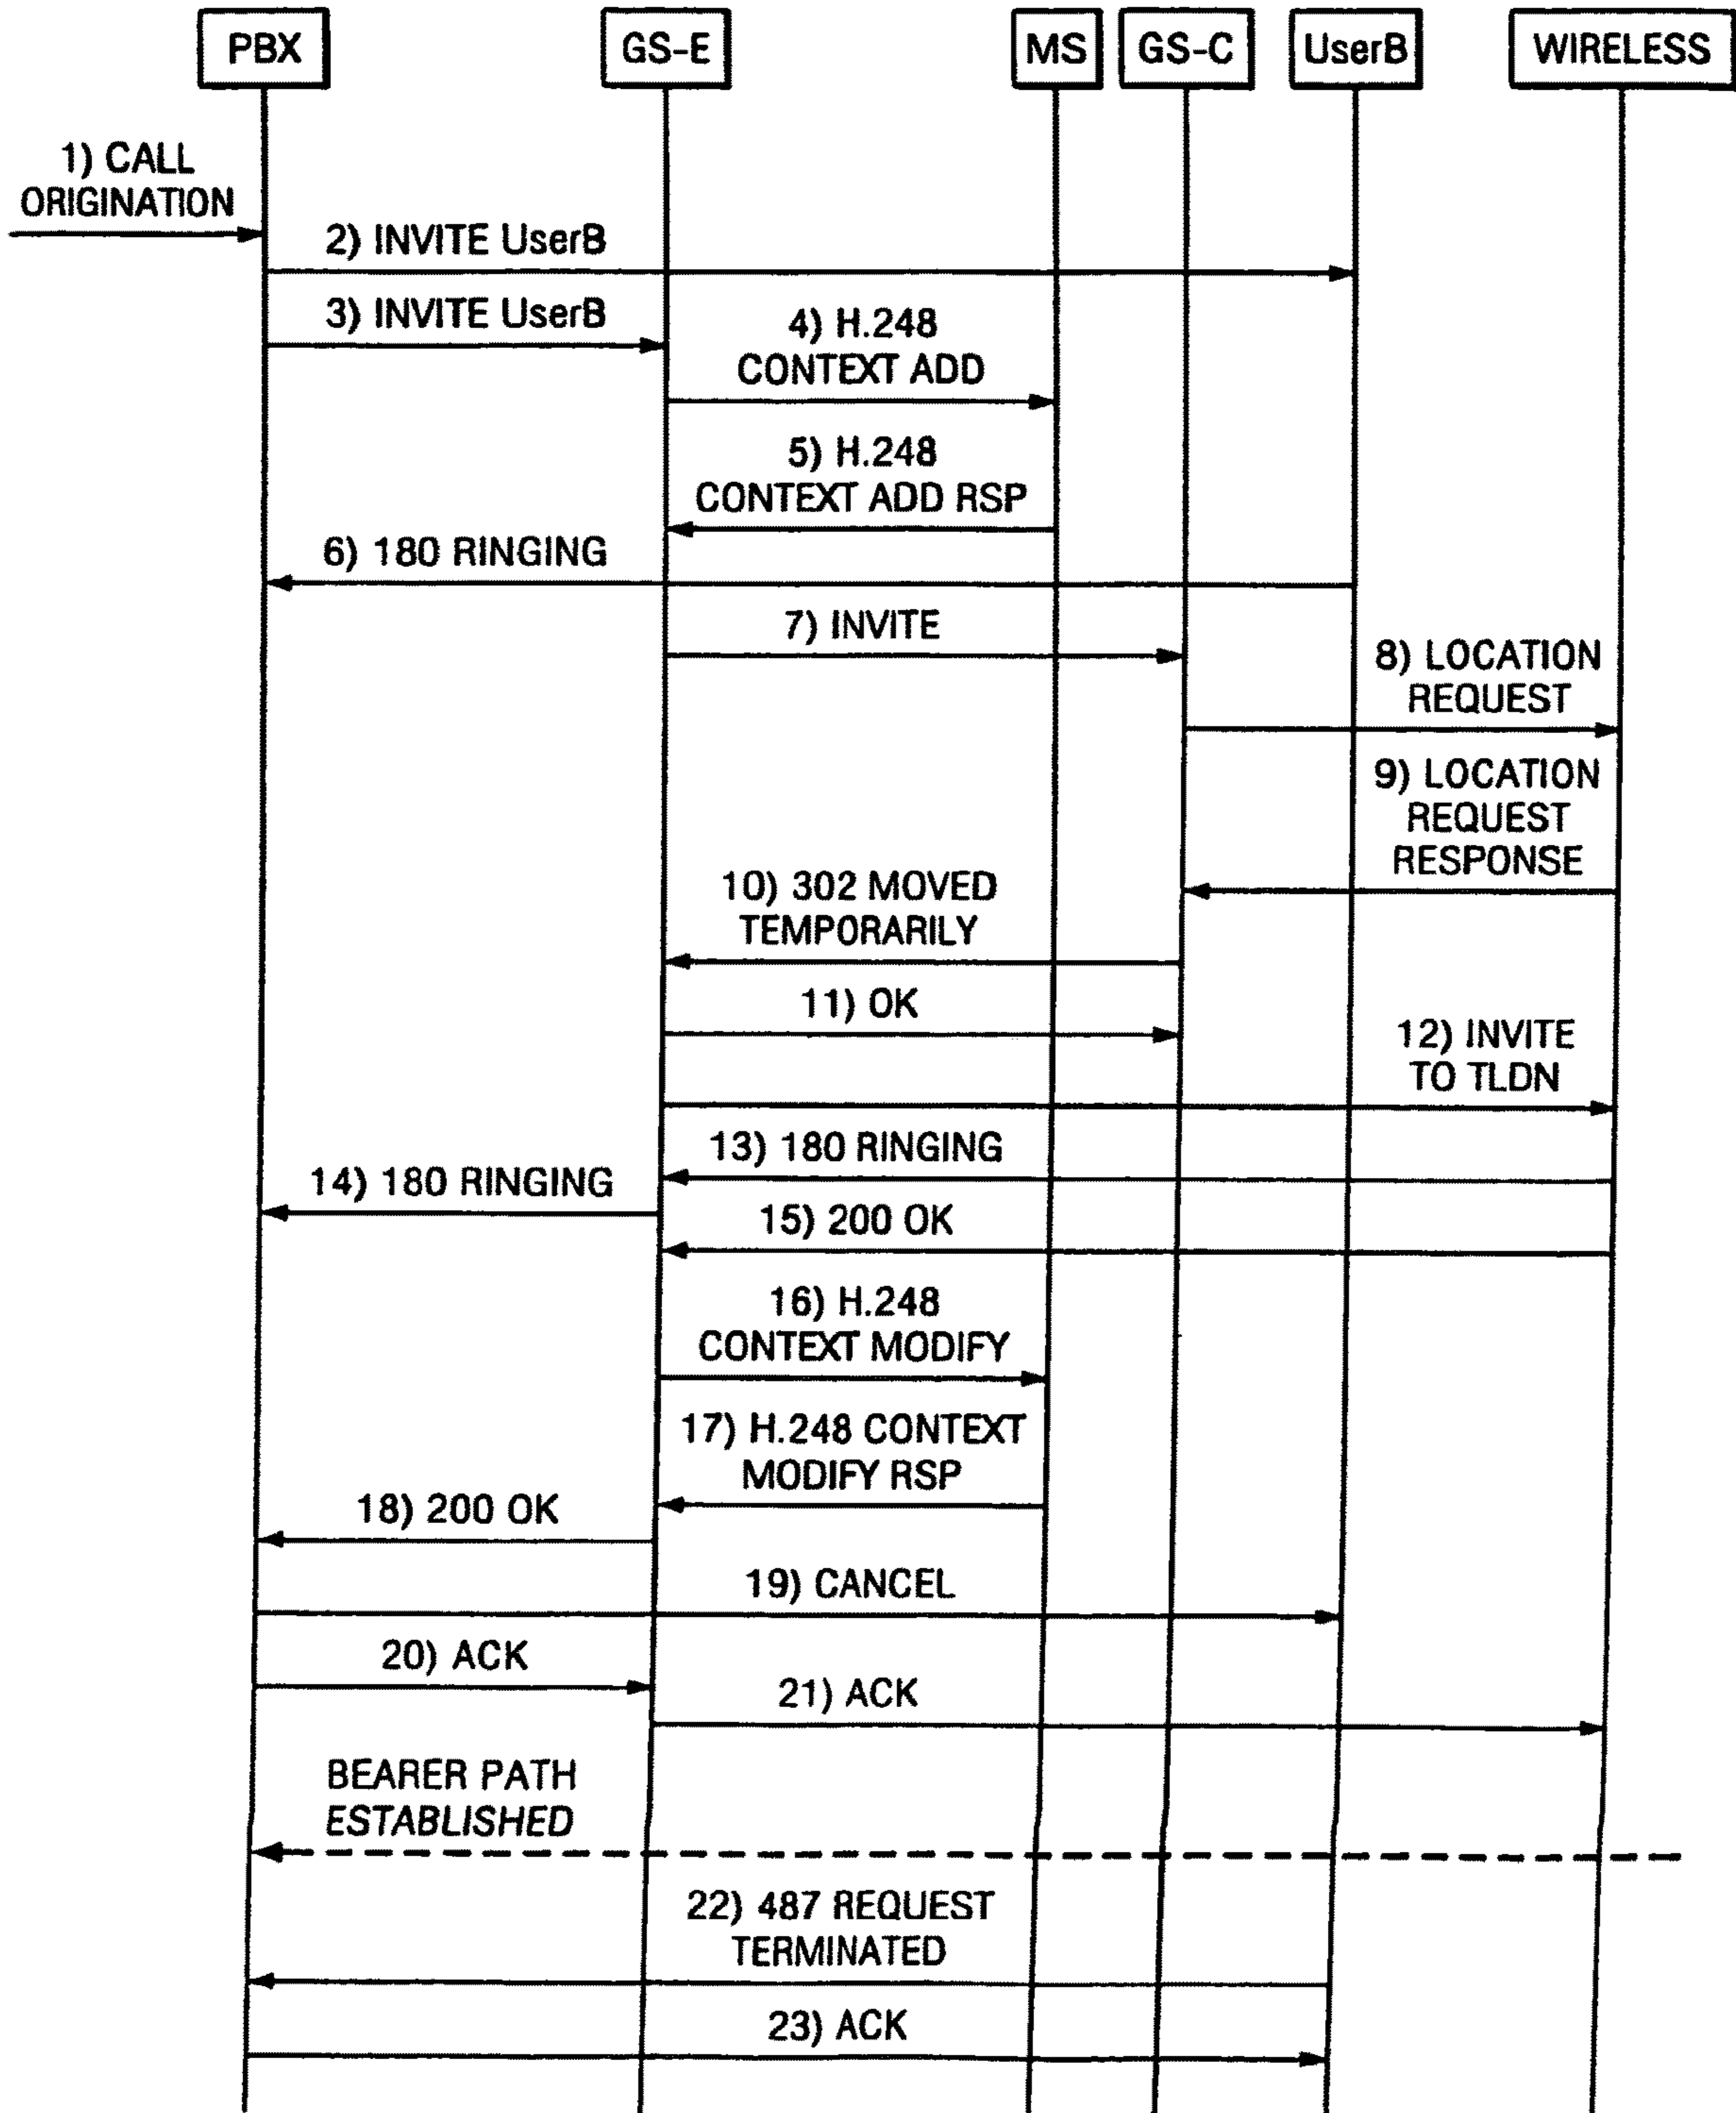 PBX
GS-E
MS
GS-C
UserB
WIRELESS
1) CALL
ORIGINATION
2) INVITE UserB
3) INVITE UserB
4) H.248
CONTEXT ADD
5) H.248
CONTEXT ADD RSP
6) 180 RINGING
7) INVITE
8) LOCATION
REQUEST
9) LOCATION
REQUEST
RESPONSE
10) 302 MOVED
TEMPORARILY
11) OK
12) INVITE
TO TLDN
13) 180 RINGING
14) 180 RINGING
15) 200 OK
16) H.248
CONTEXT MODIFY
17) H.248 CONTEXT
MODIFY RSP
18) 200 OK
19) CANCEL
20) ACK
21) ACK
BEARER PATH
ESTABLISHED
22) 487 REQUEST
TERMINATED
23) ACK